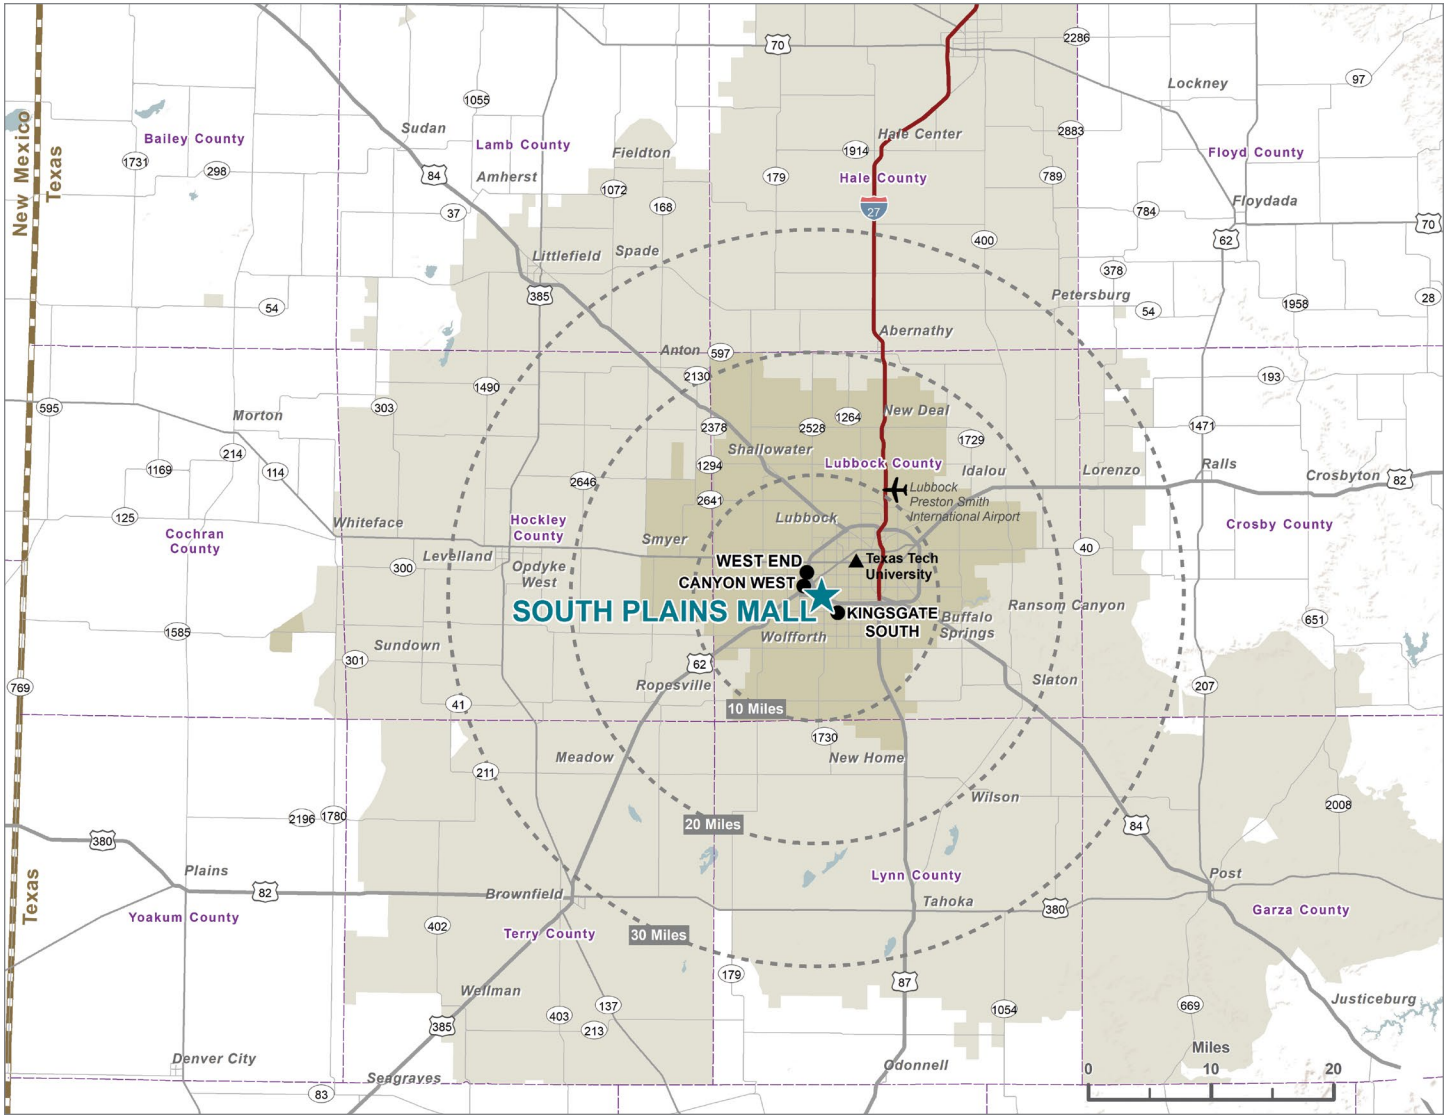 70
2286
Lockney
97
1055
Sudan
Hale Center
2883
New Mexico
Texas
Bailey County
Lamb County
1914
Floyd County
1731
298
84
Amherst
Fieldton
179
Hale County
789
1072
168
37
27
784
Floydada
70
62
400
Littlefield
Spade
378
385
Petersburg
1958
28
54
54
Abernathy
Anton
597
2130
193
1490
303
595
Morton
New Deal
1264
2528
2378
1471
214
1729
Shallowater
1169
114
1294
Lubbock County
Idalou
Lorenzo
Ralls
Crosbyton
82
2646
2641
Lubbock
Preston Smith
International Airport
125
Whiteface
Hockley
County
Lubbock
Crosby County
Cochran
County
Smyer
40
Levelland
300
Opdyke
West
WEST END
Texas Tech
University
CANYON WEST
SOUTH PLAINS MALL
KINGSGATE
SOUTH
Ransom Canyon
Buffalo
Springs
651
1585
Wolfforth
Sundown
301
62
Slaton
769
Ropesville
207
41
10 Miles
1730
Meadow
New Home
211
Wilson
2008
2196
1780
20 Miles
84
380
Plains
Lynn County
Post
82
Brownfield
Tahoka
380
Garza County
Texas
Yoakum County
402
Terry County
30 Miles
179
87
Wellman
137
1054
669
Justiceburg
385
403
213
Miles
Denver City
Odonnell
0
10
20
Seagrayes
83